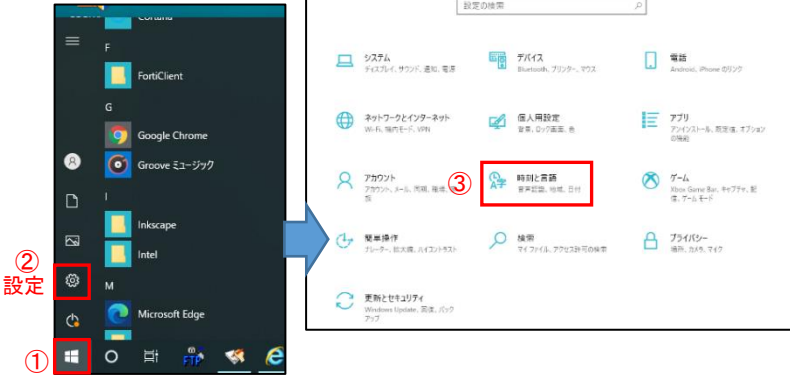 Cortana
F
FortiClient
G
Google Chrome
Groove ミュージック
I
Inkscape
Intel
M
Microsoft Edge
FTP
①
②
設定
設定の検索
システム
ディスプレイ、サウンド、通知、電源
デバイス
Bluetooth、プリンター、マウス
電話
Android、iPhone のリンク
ネットワークとインターネット
Wi-Fi、機内モード、VPN
個人用設定
背景、ロック画面、色
アプリ
アンインストール、既定値、オプション
の機能
アカウント
アカウント、メール、同期、職場、
族
③
時刻と言語
音声認識、地域、日付
ゲーム
Xbox Game Bar、キャプチャ、配
信、ゲーム モード
簡単操作
ナレーター、拡大鏡、ハイコントラスト
検索
マイ ファイル、アクセス許可の検索
プライバシー
場所、カメラ、マイク
更新とセキュリティ
Windows Update、回復、バック
アップ